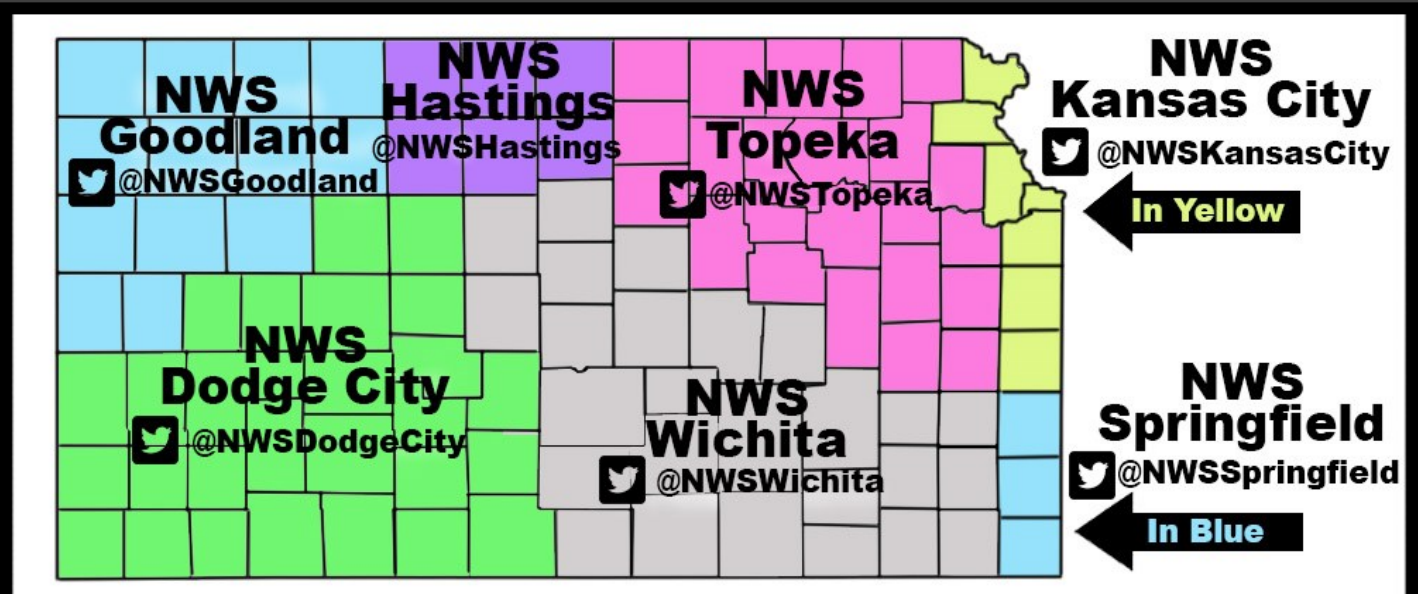 NWS
Goodland
@NWSGoodland
NWS
Hastings
@NWSHastings
NWS
Topeka
@NWSTopeka
NWS
Kansas City
@NWSKansasCity
In Yellow
NWS
Dodge City
@NWSDodgeCity
NWS
Wichita
@NWSWichita
NWS
Springfield
@NWSSpringfield
In Blue